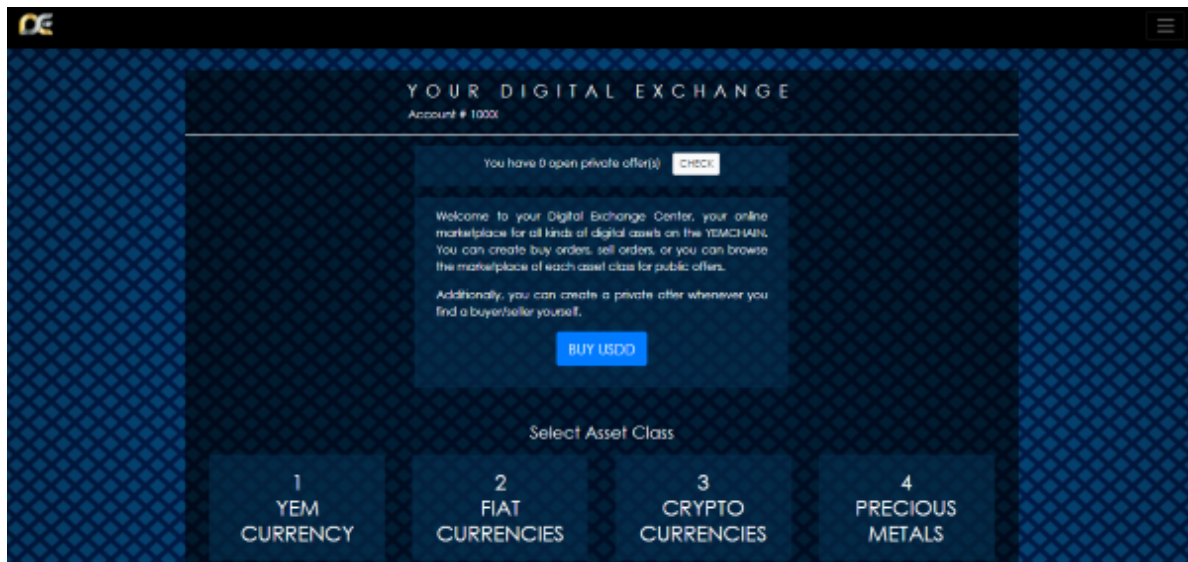 DE
YOUR DIGITAL EXCHANGE
Account # 1000X
You have 0 open private offer(s) CHECK
Welcome to your Digital Exchange Center, your online
marketplace for all kinds of digital assets on the YEMCHAIN.
You can create buy orders, sell orders, or you can browse
the marketplace of each asset class for public offers.
Additionally, you can create a private offer whenever you
find a buyer/seller yourself.
BUY USDD
Select Asset Class
1
YEM
CURRENCY
2
FIAT
CURRENCIES
3
CRYPTO
CURRENCIES
4
PRECIOUS
METALS